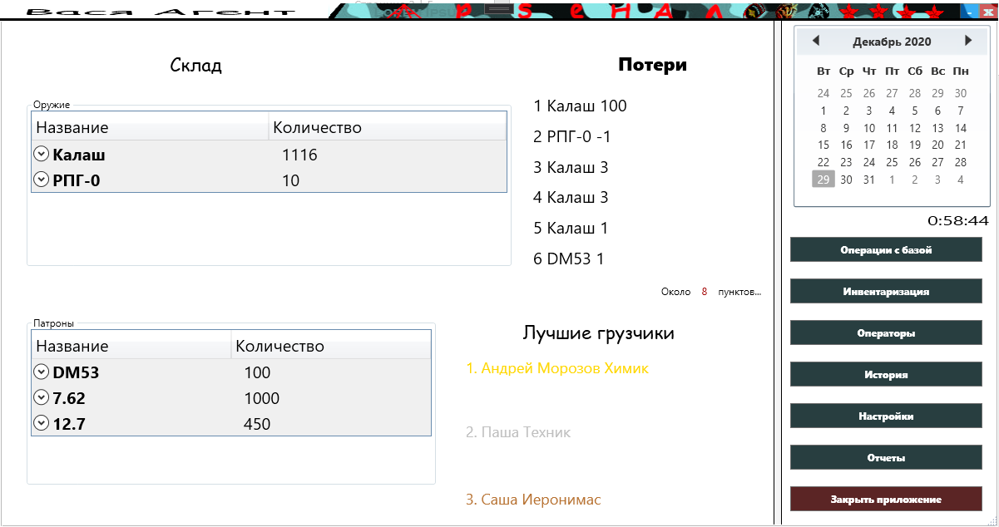 Вася Агент
Арsенал
Склад
Оружие
Название Количество
Калаш 1116
РПГ-0 10
Потери
1 Калаш 100
2 РПГ-0 -1
3 Калаш 3
4 Калаш 3
5 Калаш 1
6 DM53 1
Около 8 пунктов...
Патроны
Название Количество
DM53 100
7.62 1000
12.7 450
Лучшие грузчики
1. Андрей Морозов Химик
2. Паша Техник
3. Саша Иеронимас
Декабрь 2020
Вт Ср Чт Пт Сб Вс Пн
24 25 26 27 28 29 30
1 2 3 4 5 6 7
8 9 10 11 12 13 14
15 16 17 18 19 20 21
22 23 24 25 26 27 28
29 30 31 1 2 3 4
0:58:44
Операции с базой
Инвентаризация
Операторы
История
Настройки
Отчеты
Закрыть приложение